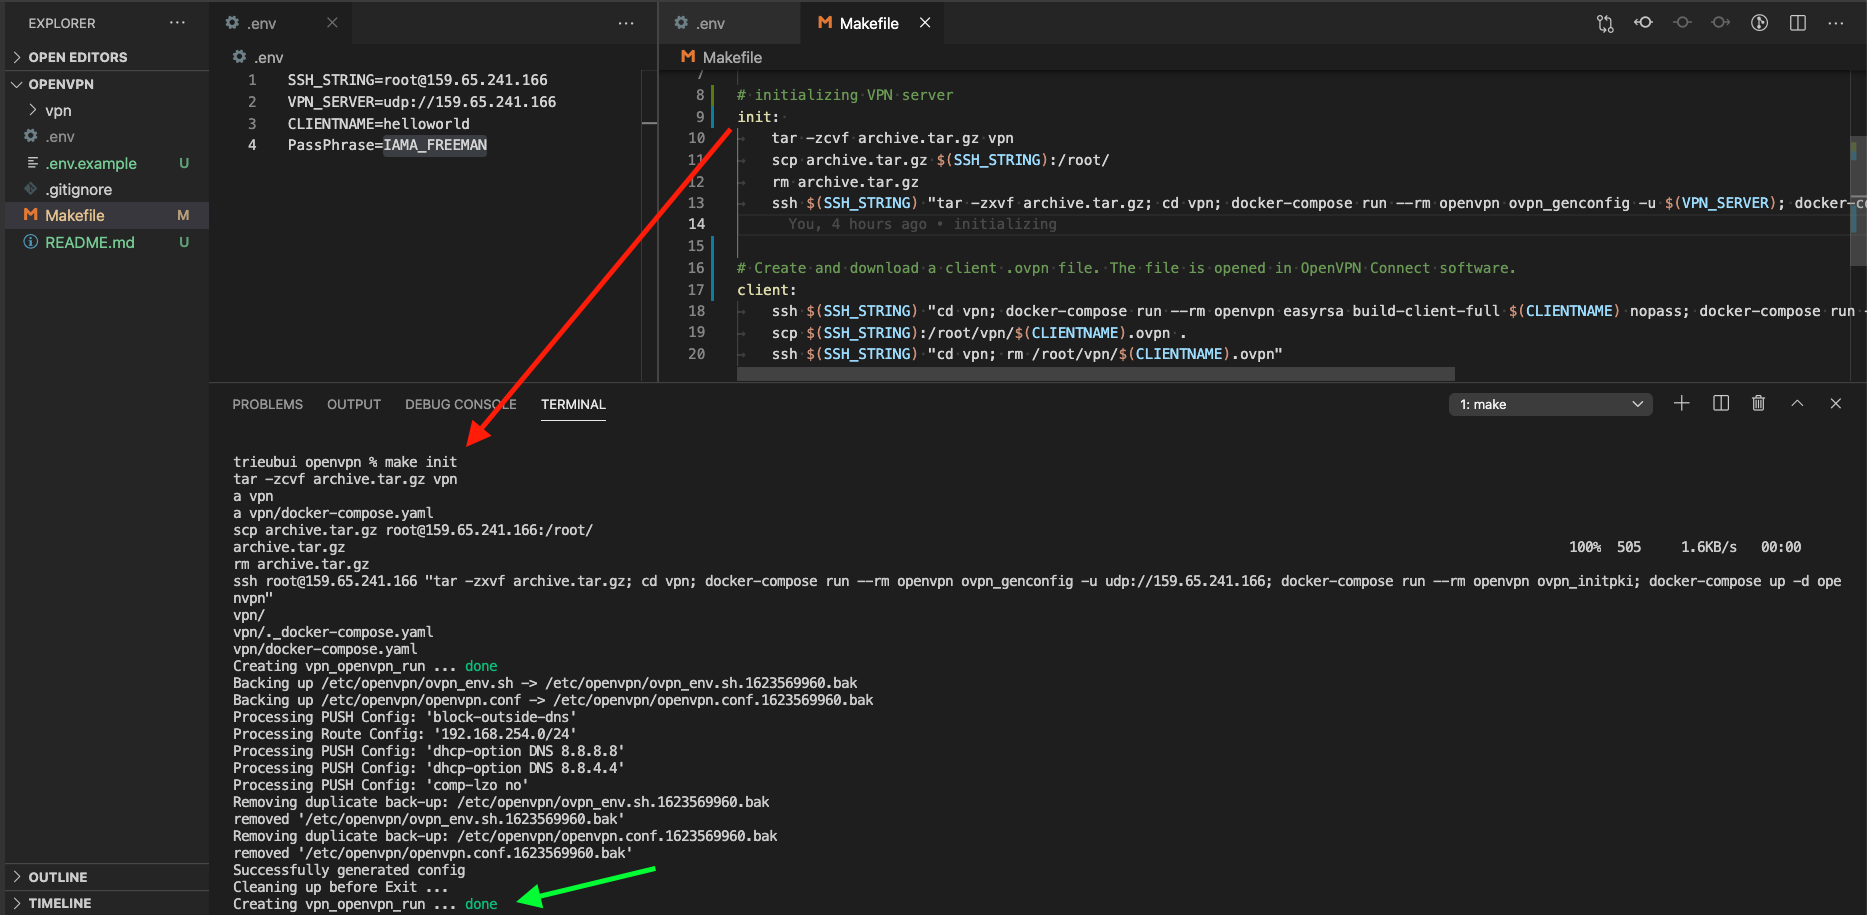 EXPLORER
OPEN EDITORS
OPENVPN
vpn
.env
.env.example U
.gitignore
Makefile M
README.md U
OUTLINE
TIMELINE
.env
.env
1 SSH_STRING=root@159.65.241.166
2 VPN_SERVER=udp://159.65.241.166
3 CLIENTNAME=helloworld
4 PassPhrase=IAMA_FREEMAN
.env
Makefile
Makefile
7
8 # initializing VPN server
9 init:
10 tar -zcvf archive.tar.gz vpn
11 scp archive.tar.gz $(SSH_STRING):/root/
12 rm archive.tar.gz
13 ssh $(SSH_STRING) "tar -zxvf archive.tar.gz; cd vpn; docker-compose run --rm openvpn ovpn_genconfig -u $(VPN_SERVER); docker-co
14 You, 4 hours ago • initializing
15
16 # Create and download a client .ovpn file. The file is opened in OpenVPN Connect software.
17 client:
18 ssh $(SSH_STRING) "cd vpn; docker-compose run --rm openvpn easyrsa build-client-full $(CLIENTNAME) nopass; docker-compose run -
19 scp $(SSH_STRING):/root/vpn/$(CLIENTNAME).ovpn .
20 ssh $(SSH_STRING) "cd vpn; rm /root/vpn/$(CLIENTNAME).ovpn"
PROBLEMS OUTPUT DEBUG CONSOLE TERMINAL
1: make
trieubui openvpn % make init
tar -zcvf archive.tar.gz vpn
a vpn
a vpn/docker-compose.yaml
scp archive.tar.gz root@159.65.241.166:/root/
archive.tar.gz 100% 505 1.6KB/s 00:00
rm archive.tar.gz
ssh root@159.65.241.166 "tar -zxvf archive.tar.gz; cd vpn; docker-compose run --rm openvpn ovpn_genconfig -u udp://159.65.241.166; docker-compose run --rm openvpn ovpn_initpki; docker-compose up -d ope
nvpn"
vpn/
vpn/._docker-compose.yaml
vpn/docker-compose.yaml
Creating vpn_openvpn_run ... done
Backing up /etc/openvpn/ovpn_env.sh -> /etc/openvpn/ovpn_env.sh.1623569960.bak
Backing up /etc/openvpn/openvpn.conf -> /etc/openvpn/openvpn.conf.1623569960.bak
Processing PUSH Config: 'block-outside-dns'
Processing Route Config: '192.168.254.0/24'
Processing PUSH Config: 'dhcp-option DNS 8.8.8.8'
Processing PUSH Config: 'dhcp-option DNS 8.8.4.4'
Processing PUSH Config: 'comp-lzo no'
Removing duplicate back-up: /etc/openvpn/ovpn_env.sh.1623569960.bak
removed '/etc/openvpn/ovpn_env.sh.1623569960.bak'
Removing duplicate back-up: /etc/openvpn/openvpn.conf.1623569960.bak
removed '/etc/openvpn/openvpn.conf.1623569960.bak'
Successfully generated config
Cleaning up before Exit ...
Creating vpn_openvpn_run ... done